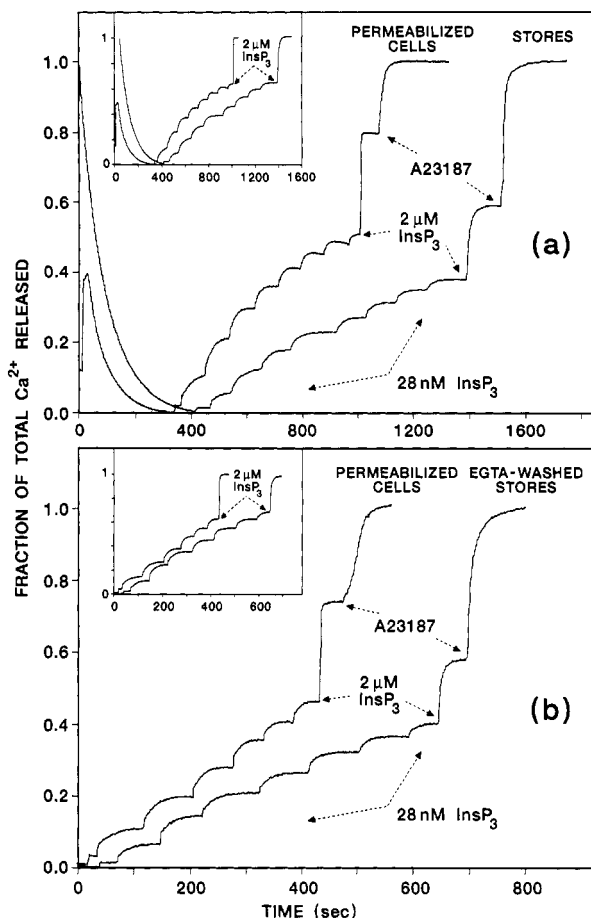 PERMEABILIZED CELLS STORES
1
2 μM
InsP3
0
0 400 800 1200 1600
A23187
2 μM
InsP3
(a)
28 nM InsP3
1.0
0.8
0.6
0.4
0.2
0.0
0 400 800 1200 1600
FRACTION OF TOTAL Ca2+ RELEASED
PERMEABILIZED CELLS EGTA-WASHED STORES
1
2 μM
InsP3
0
0 200 400 600
A23187
2 μM
InsP3
(b)
28 nM InsP3
1.0
0.8
0.6
0.4
0.2
0.0
0 200 400 600 800
TIME (sec)